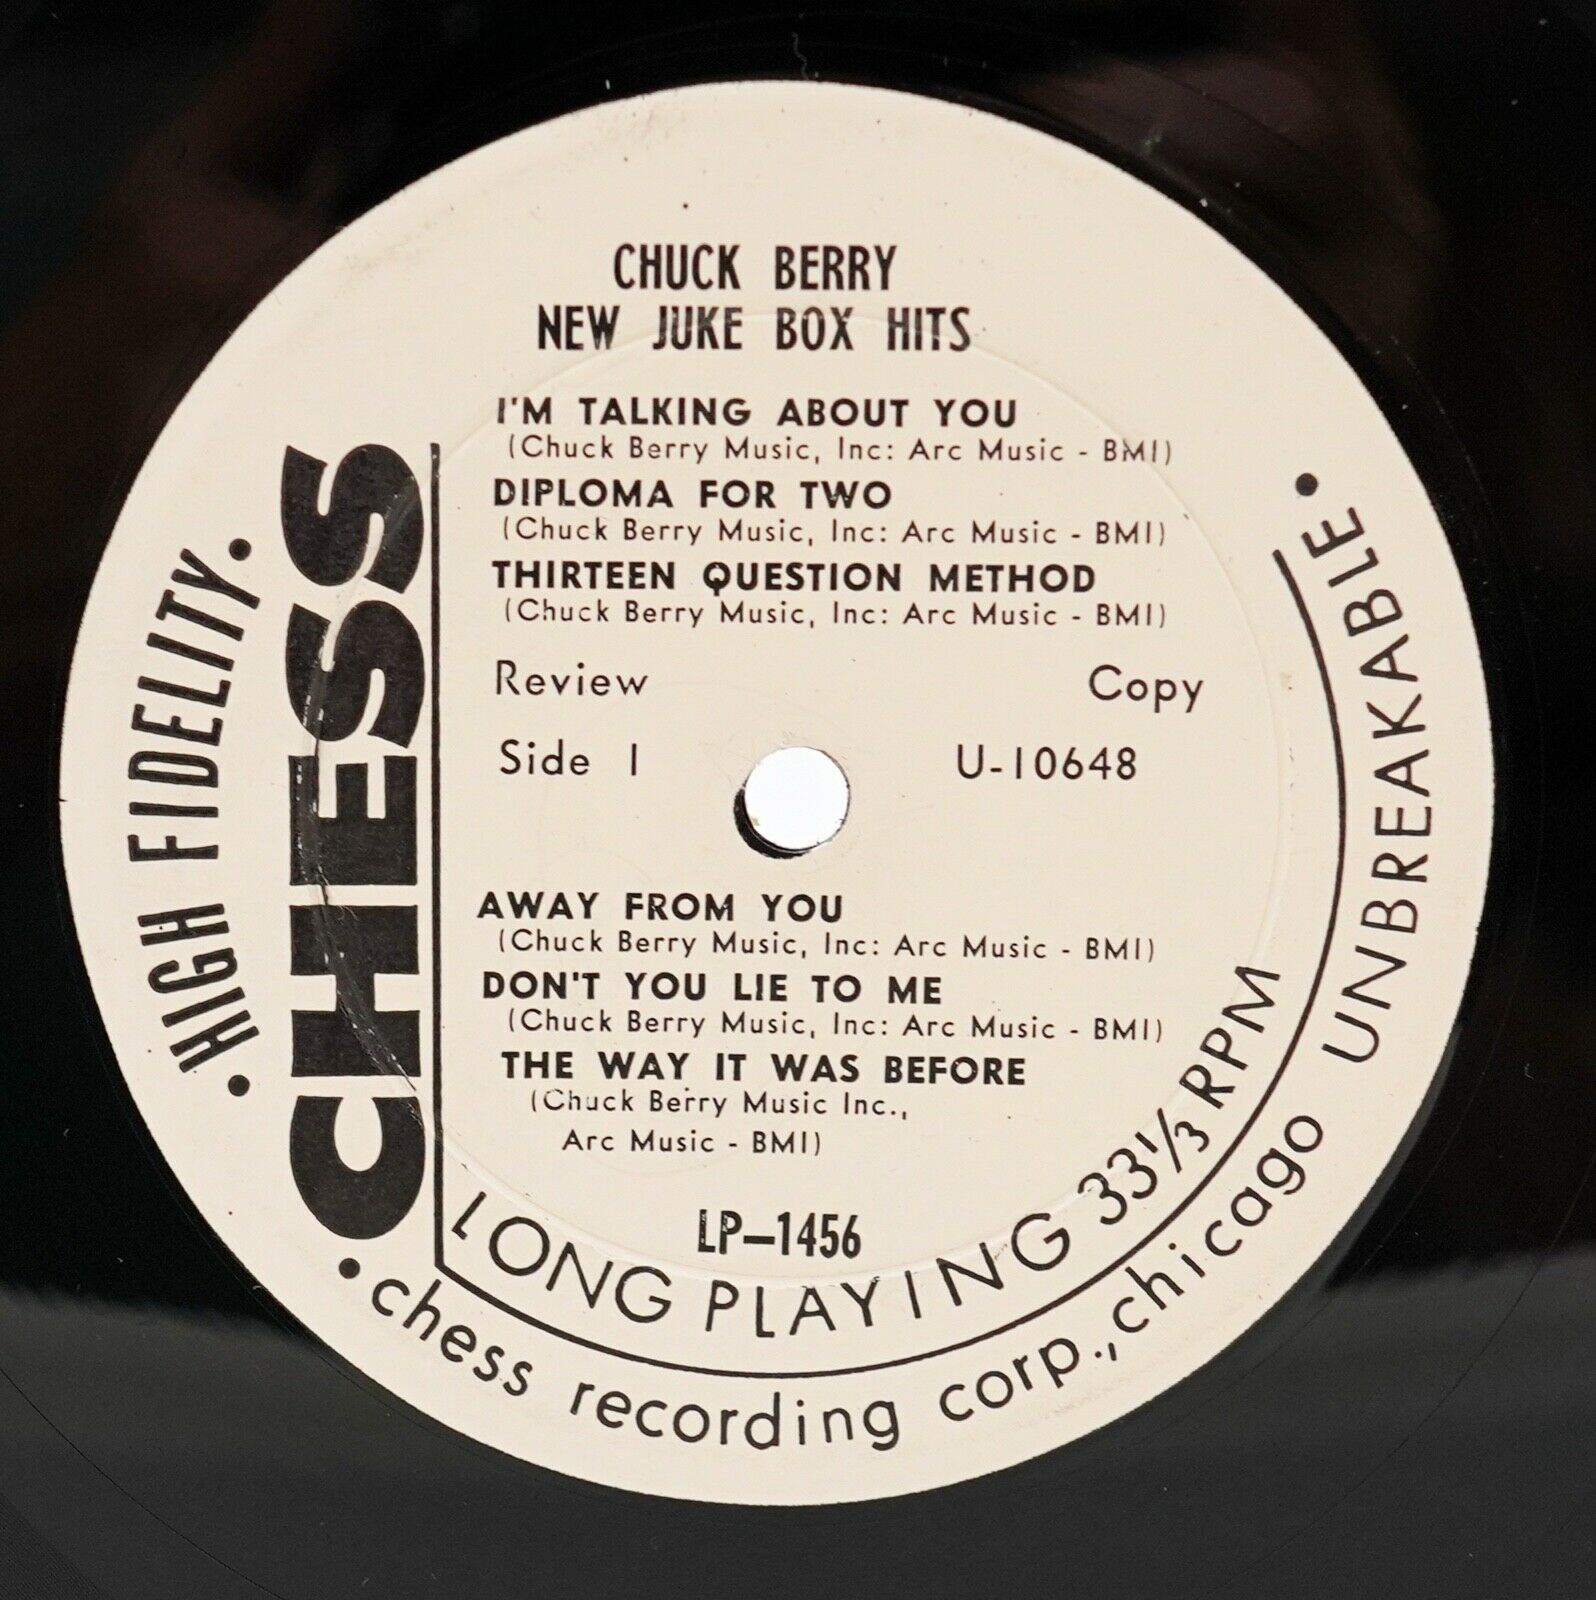 CHUCK BERRY
NEW JUKE BOX HITS
I'M TALKING ABOUT YOU
(Chuck Berry Music, Inc: Arc Music - BMI)
DIPLOMA FOR TWO
(Chuck Berry Music, Inc: Arc Music - BMI)
THIRTEEN QUESTION METHOD
(Chuck Berry Music, Inc: Arc Music - BMI)
Review Copy
Side 1 U-10648
AWAY FROM YOU
(Chuck Berry Music, Inc: Arc Music - BMI)
DON'T YOU LIE TO ME
(Chuck Berry Music, Inc: Arc Music - BMI)
THE WAY IT WAS BEFORE
(Chuck Berry Music Inc.,
Arc Music - BMI)
LP-1456
LONG PLAYING 33⅓ RPM
CHESS
• HIGH FIDELITY •
• chess recording corp., chicago UNBREAKABLE •